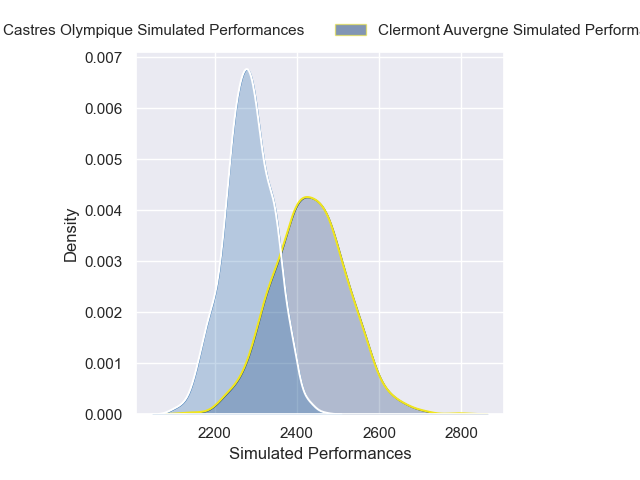 Castres Olympique Simulated Performances
Clermont Auvergne Simulated Perform
0.007
0.006
0.005
0.004
0.003
0.002
0.001
0.000
Density
2200 2400 2600 2800
Simulated Performances